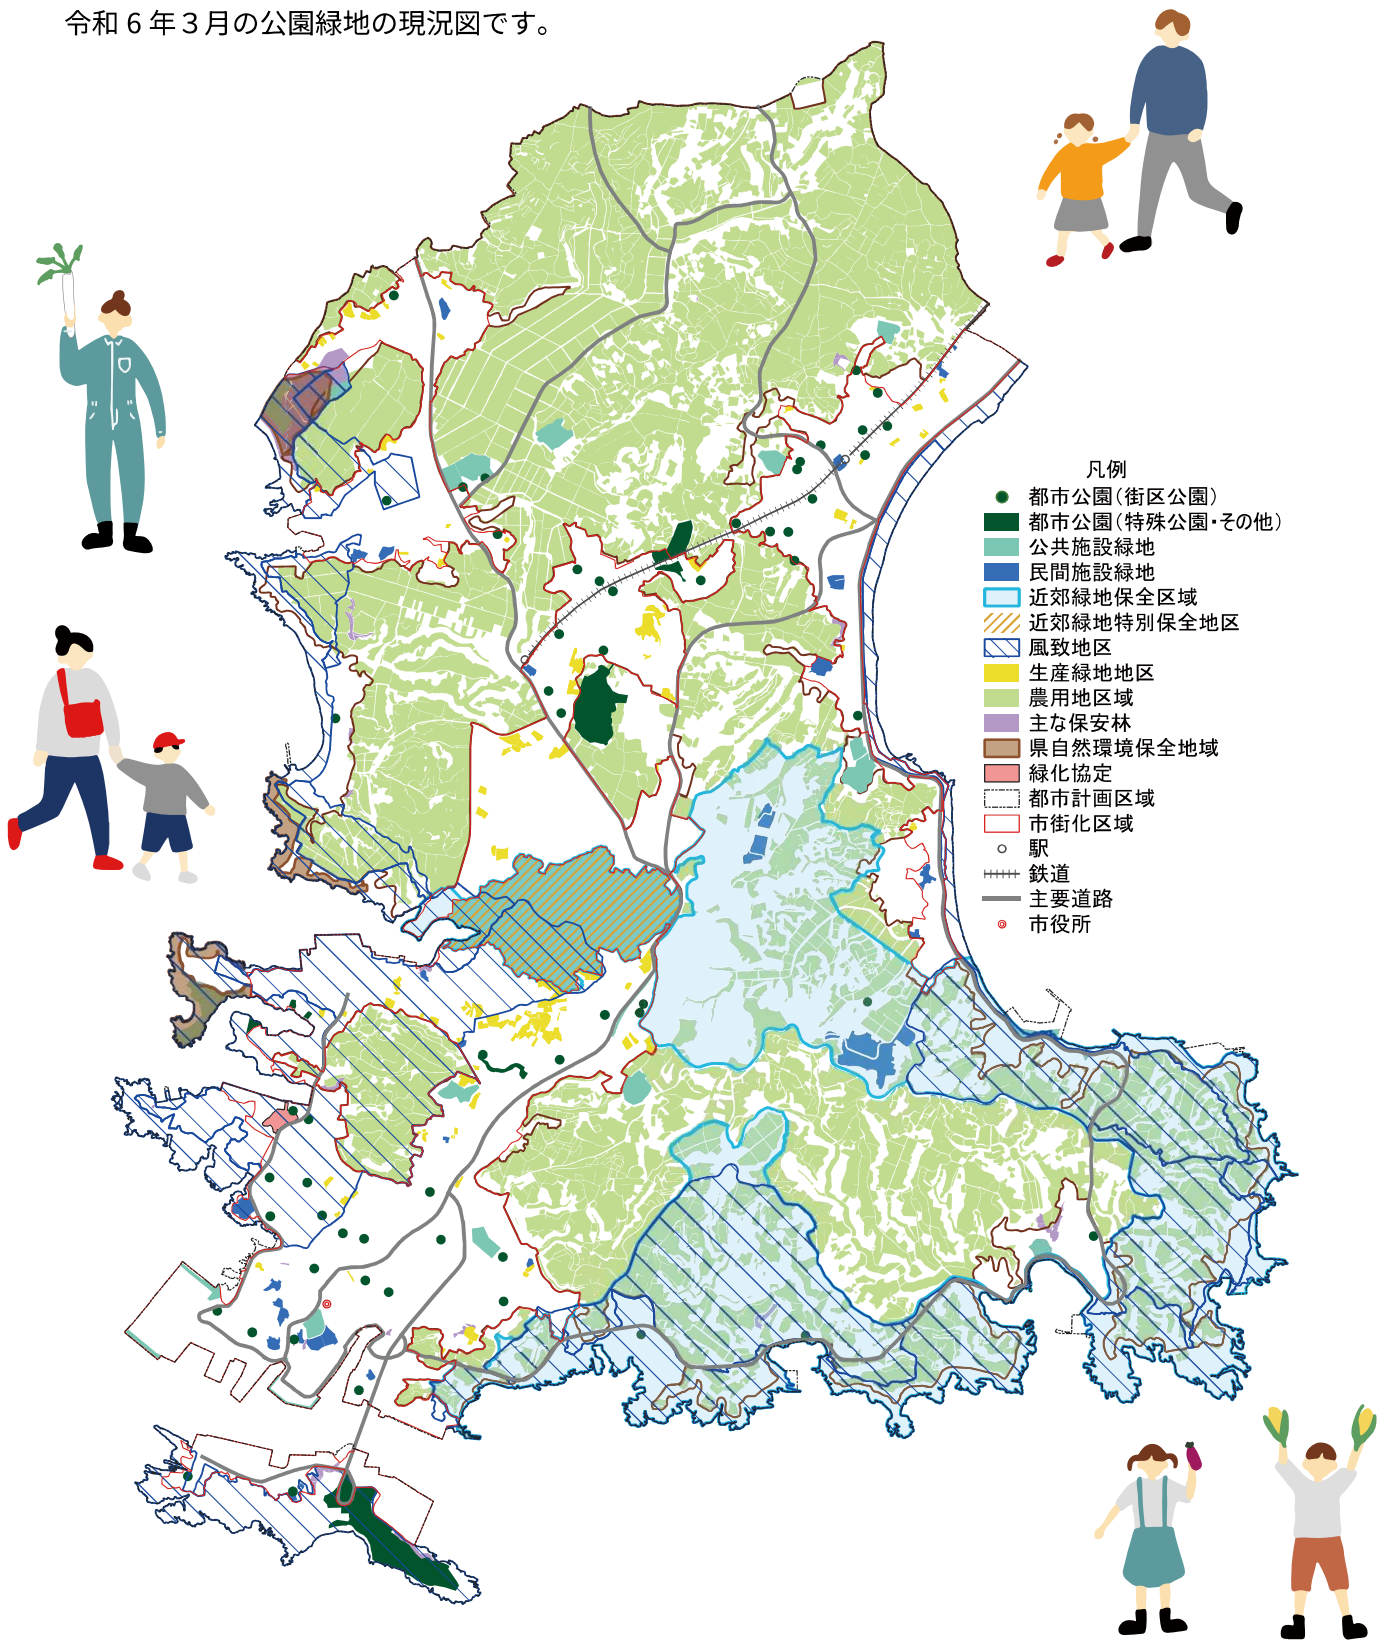 令和6年3月の公園緑地の現況図です。
凡例
都市公園（街区公園）
都市公園（特殊公園・その他）
公共施設緑地
民間施設緑地
近郊緑地保全区域
近郊緑地特別保全地区
風致地区
生産緑地地区
農用地区域
主な保安林
県自然環境保全地域
緑化協定
都市計画区域
市街化区域
駅
鉄道
主要道路
市役所